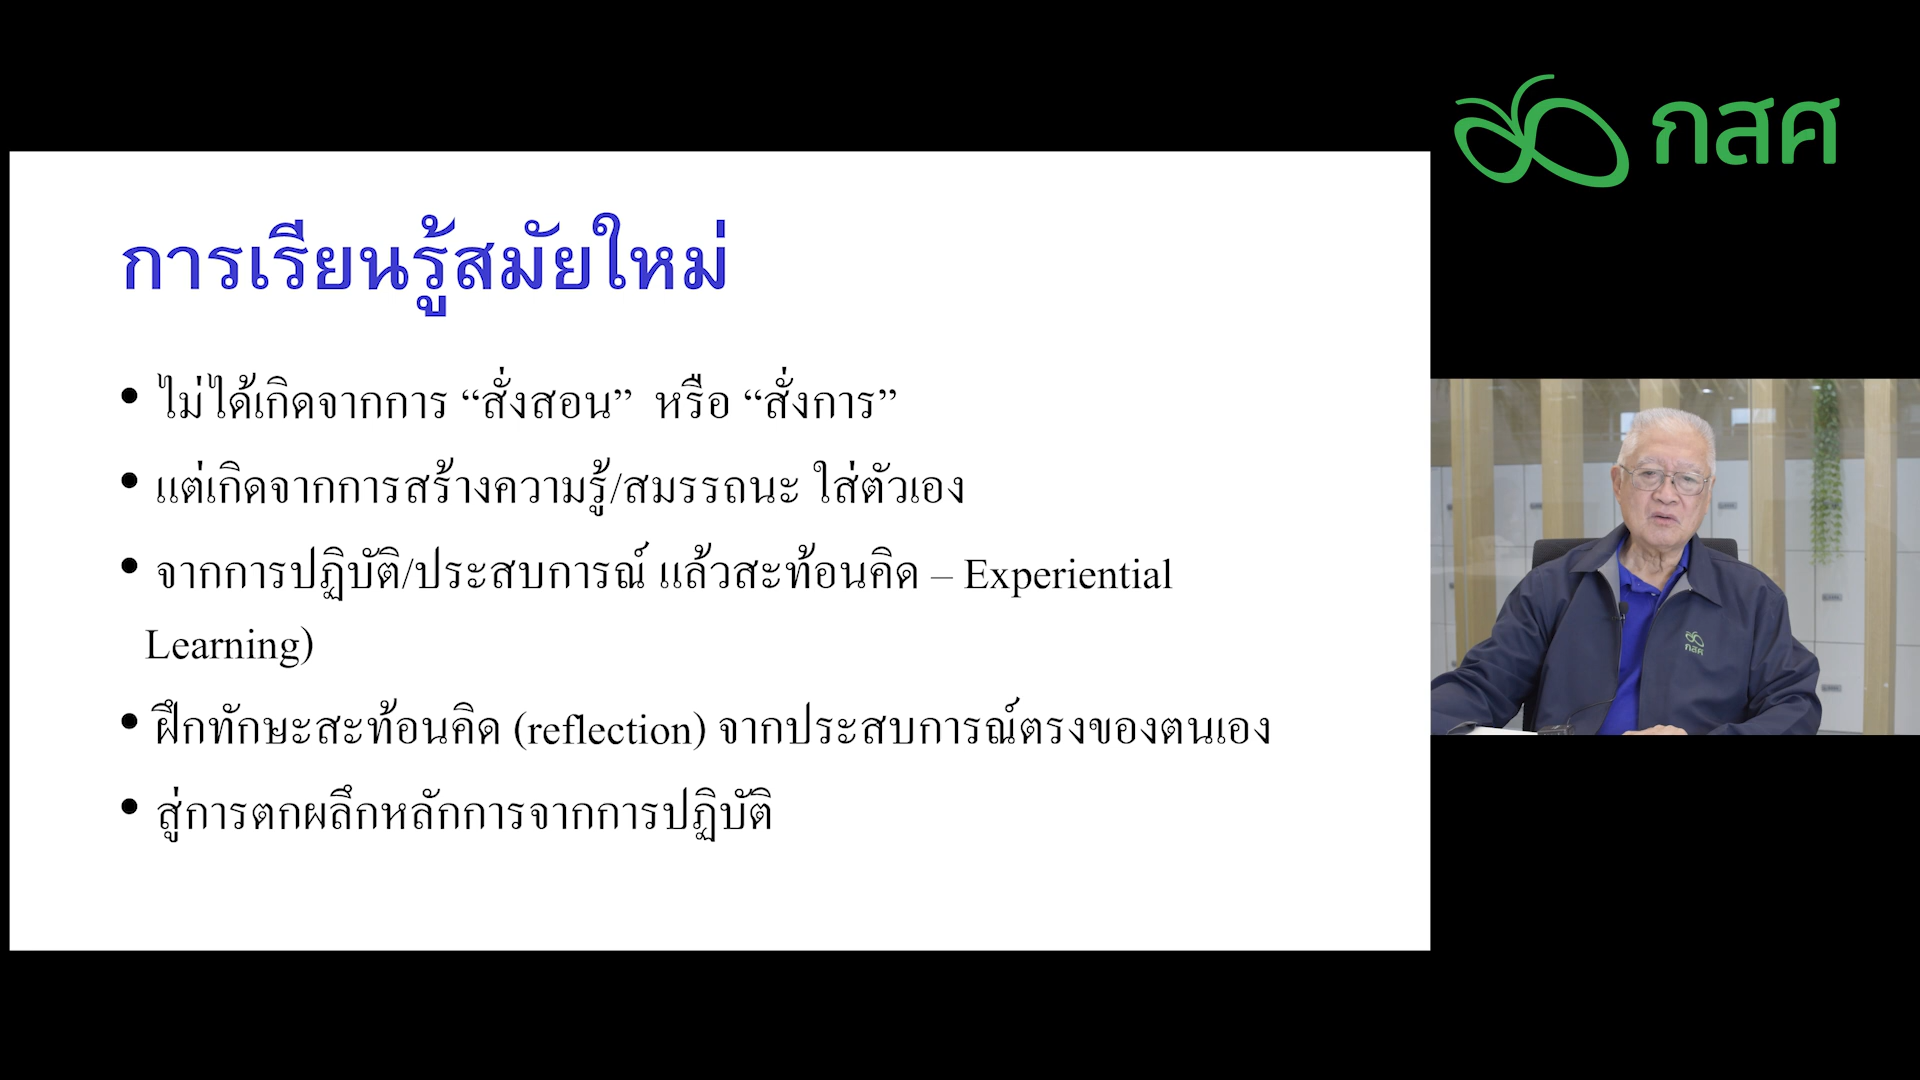 กสศ
การเรียนรู้สมัยใหม่
• ไม่ได้เกิดจากการ “สั่งสอน” หรือ “สั่งการ”
• แต่เกิดจากการสร้างความรู้/สมรรถนะ ใส่ตัวเอง
• จากการปฏิบัติ/ประสบการณ์ แล้วสะท้อนคิด – Experiential
Learning)
• ฝึกทักษะสะท้อนคิด (reflection) จากประสบการณ์ตรงของตนเอง
• สู่การตกผลึกหลักการจากการปฏิบัติ
กสศ